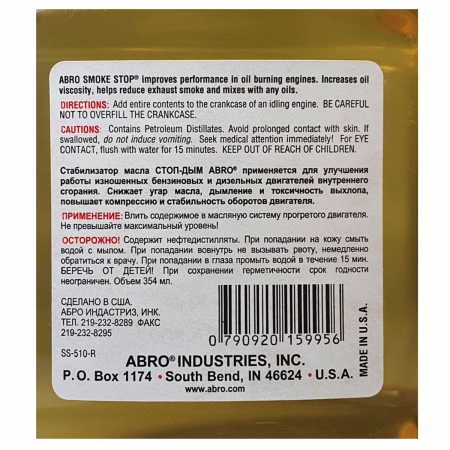 ABRO SMOKE STOP® improves performance in oil burning engines. Increases oil
viscosity, helps reduce exhaust smoke and mixes with any oils.
DIRECTIONS: Add entire contents to the crankcase of an idling engine. BE CAREFUL
NOT TO OVERFILL THE CRANKCASE.
CAUTIONS: Contains Petroleum Distillates. Avoid prolonged contact with skin. If
swallowed, do not induce vomiting. Seek medical attention immediately! For EYE
CONTACT, flush with water for 15 minutes. KEEP OUT OF REACH OF CHILDREN.
Стабилизатор масла СТОП-ДЫМ ABRO® применяется для улучшения
работы изношенных бензиновых и дизельных двигателей внутреннего
сгорания. Снижает угар масла, дымление и токсичность выхлопа,
повышает компрессию и стабильность оборотов двигателя.
ПРИМЕНЕНИЕ: Влить содержимое в масляную систему прогретого двигателя.
Не превышайте максимальный уровень!
ОСТОРОЖНО! Содержит нефтедистилляты. При попадании на кожу смыть
водой с мылом. При попадании вовнутрь не вызывать рвоту, немедленно
обратиться к врачу. При попадании в глаза промыть водой в течение 15 мин.
БЕРЕЧЬ ОТ ДЕТЕЙ! При сохранении герметичности срок годности
неограничен. Объем 354 мл.
СДЕЛАНО В США.
АБРО ИНДАСТРИЗ, ИНК.
ТЕЛ. 219-232-8289 ФАКС
219-232-8295
SS-510-R
0 790920 159956
MADE IN U.S.A.
ABRO® INDUSTRIES, INC.
P. O. Box 1174 • South Bend, IN 46624 • U.S.A.
www.abro.com